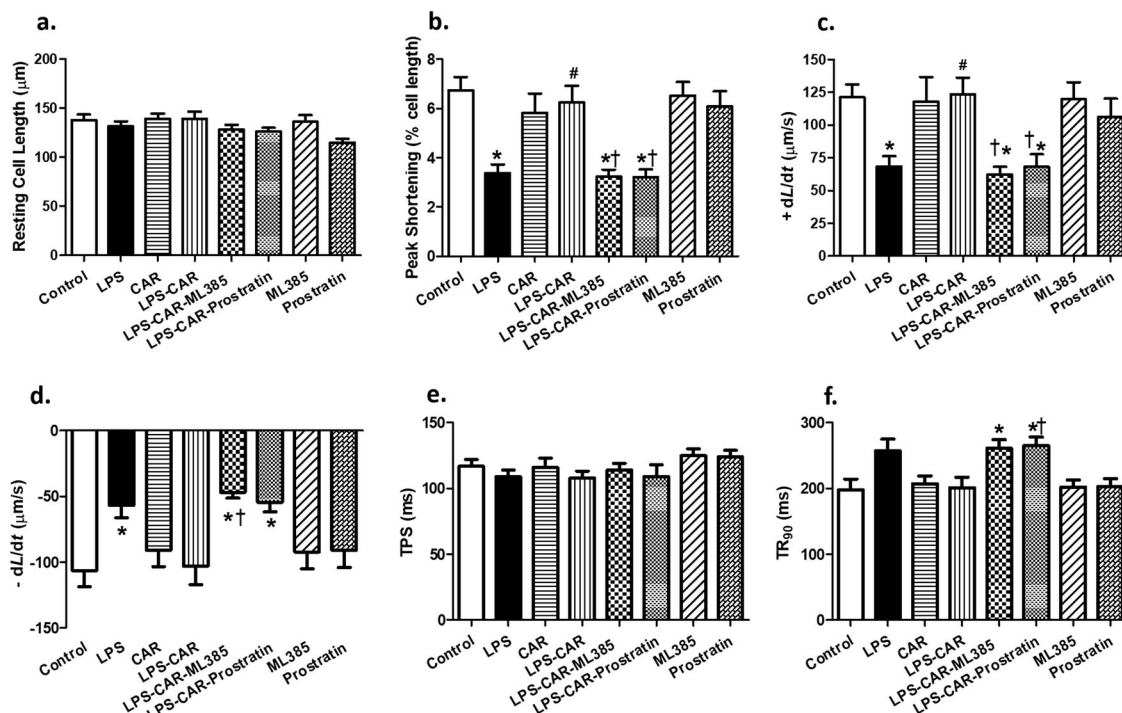 a.
Resting Cell Length (μm)
200
150
100
50
0
Control
LPS
CAR
LPS-CAR
LPS-CAR-ML385
LPS-CAR-Prostratin
ML385
Prostratin
b.
Peak Shortening (% cell length)
8
6
4
2
0
*
#
*†
*†
Control
LPS
CAR
LPS-CAR
LPS-CAR-ML385
LPS-CAR-Prostratin
ML385
Prostratin
c.
+ dL/dt (μm/s)
150
125
100
75
50
25
0
*
#
†*
†*
Control
LPS
CAR
LPS-CAR
LPS-CAR-ML385
LPS-CAR-Prostratin
ML385
Prostratin
d.
- dL/dt (μm/s)
0
-50
-100
-150
*
*†
*
Control
LPS
CAR
LPS-CAR
LPS-CAR-ML385
LPS-CAR-Prostratin
ML385
Prostratin
e.
TPS (ms)
150
100
50
0
Control
LPS
CAR
LPS-CAR
LPS-CAR-ML385
LPS-CAR-Prostratin
ML385
Prostratin
f.
TR90 (ms)
300
200
100
0
*
*†
Control
LPS
CAR
LPS-CAR
LPS-CAR-ML385
LPS-CAR-Prostratin
ML385
Prostratin